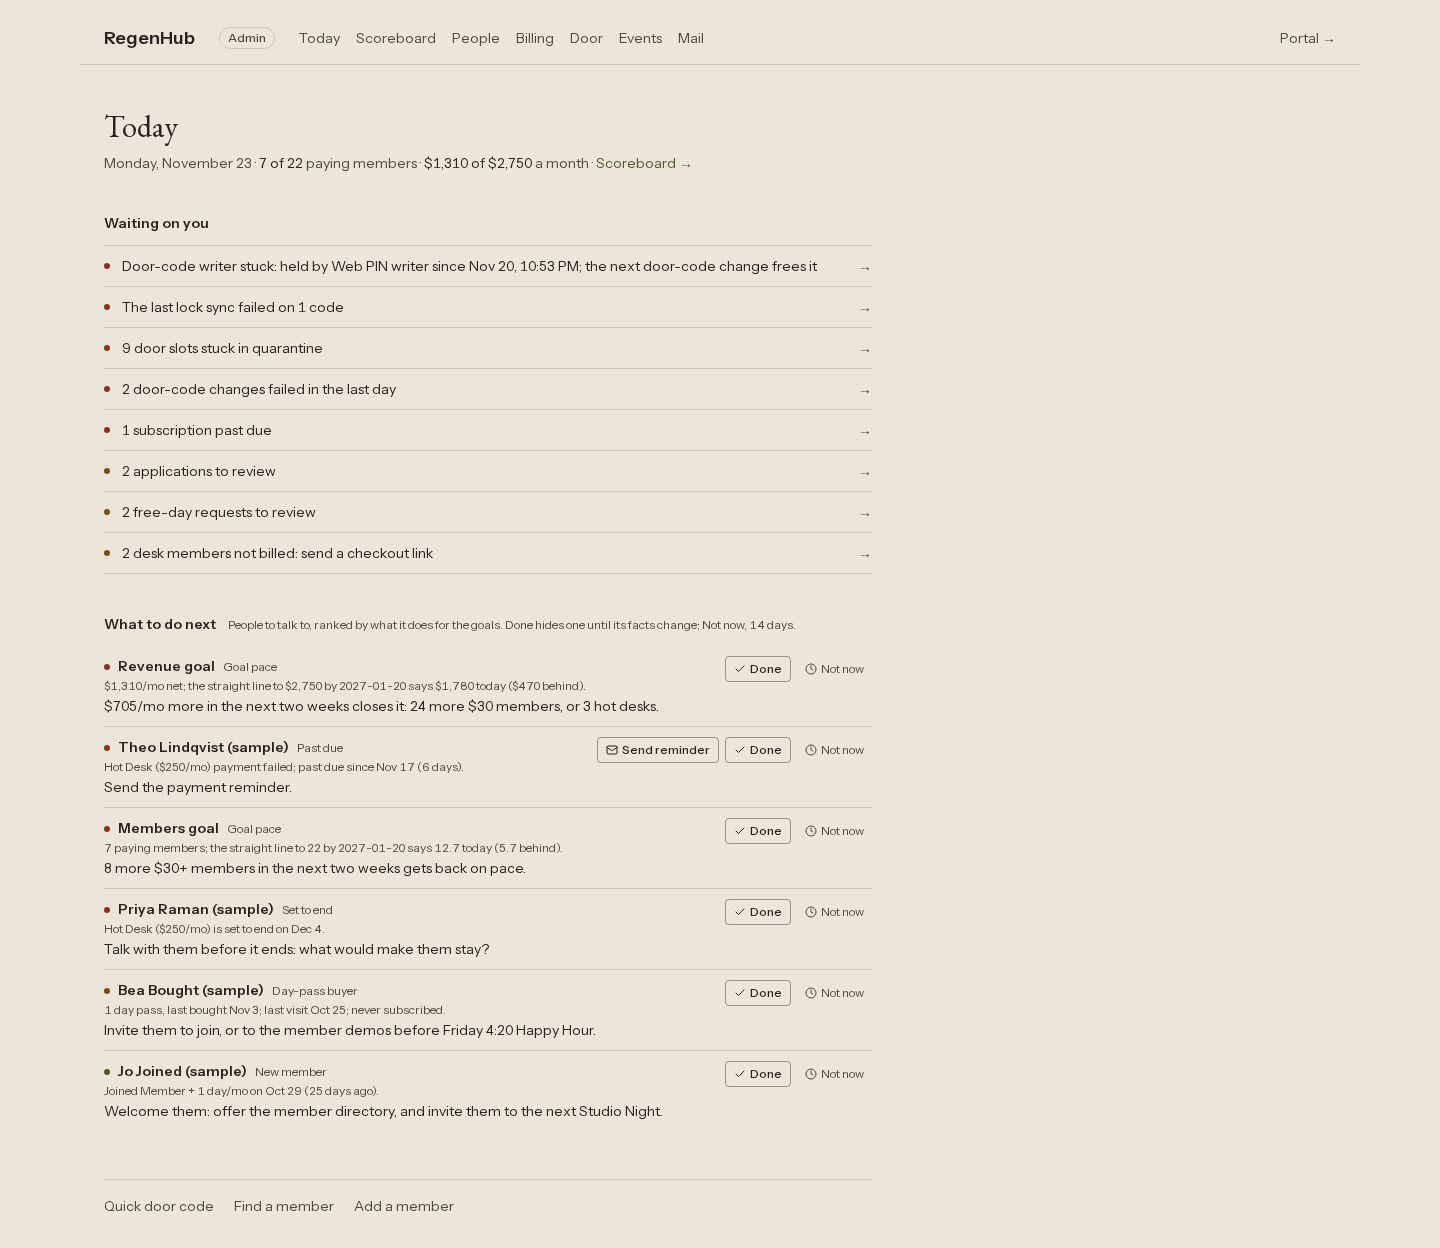 RegenHub Admin Today Scoreboard People Billing Door Events Mail Portal →
Today
Monday, November 23 · 7 of 22 paying members · $1,310 of $2,750 a month · Scoreboard →
Waiting on you
Door-code writer stuck: held by Web PIN writer since Nov 20, 10:53 PM; the next door-code change frees it →
The last lock sync failed on 1 code →
9 door slots stuck in quarantine →
2 door-code changes failed in the last day →
1 subscription past due →
2 applications to review →
2 free-day requests to review →
2 desk members not billed: send a checkout link →
What to do next People to talk to, ranked by what it does for the goals. Done hides one until its facts change; Not now, 14 days.
Revenue goal Goal pace Done Not now
$1,310/mo net; the straight line to $2,750 by 2027-01-20 says $1,780 today ($470 behind).
$705/mo more in the next two weeks closes it: 24 more $30 members, or 3 hot desks.
Theo Lindqvist (sample) Past due Send reminder Done Not now
Hot Desk ($250/mo) payment failed; past due since Nov 17 (6 days).
Send the payment reminder.
Members goal Goal pace Done Not now
7 paying members; the straight line to 22 by 2027-01-20 says 12.7 today (5.7 behind).
8 more $30+ members in the next two weeks gets back on pace.
Priya Raman (sample) Set to end Done Not now
Hot Desk ($250/mo) is set to end on Dec 4.
Talk with them before it ends: what would make them stay?
Bea Bought (sample) Day-pass buyer Done Not now
1 day pass, last bought Nov 3; last visit Oct 25; never subscribed.
Invite them to join, or to the member demos before Friday 4:20 Happy Hour.
Jo Joined (sample) New member Done Not now
Joined Member + 1 day/mo on Oct 29 (25 days ago).
Welcome them: offer the member directory, and invite them to the next Studio Night.
Quick door code Find a member Add a member